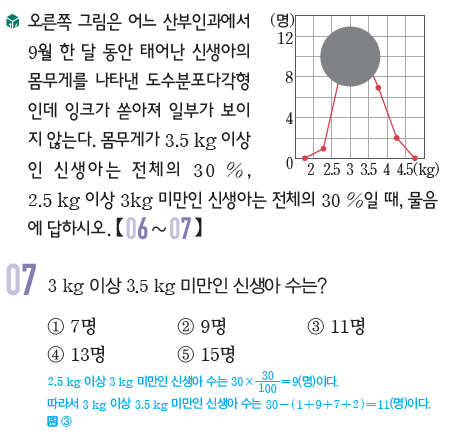 오른쪽 그림은 어느 산부인과에서
9월 한 달 동안 태어난 신생아의
몸무게를 나타낸 도수분포다각형
인데 잉크가 쏟아져 일부가 보이
지 않는다. 몸무게가 3.5 kg 이상
인 신생아는 전체의 30 %,
2.5 kg 이상 3kg 미만인 신생아는 전체의 30 %일 때, 물음
에 답하시오.【06~07】
(명)
12
8
4
0
2 2.5 3 3.5 4 4.5(kg)
07 3 kg 이상 3.5 kg 미만인 신생아 수는?
① 7명 ② 9명 ③ 11명
④ 13명 ⑤ 15명
2.5 kg 이상 3 kg 미만인 신생아 수는 30×30/100=9(명)이다.
따라서 3 kg 이상 3.5 kg 미만인 신생아 수는 30-(1+9+7+2)=11(명)이다.
답 ③